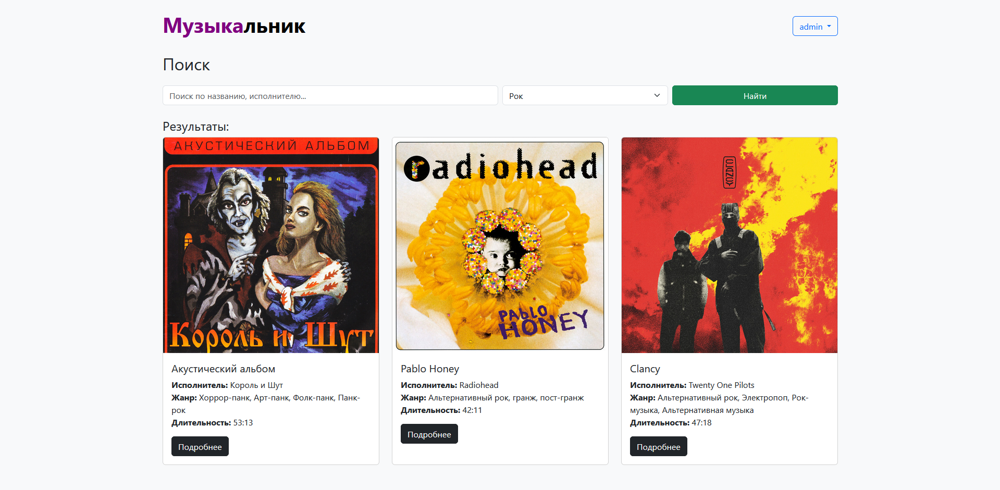 Музыкальник
admin
Поиск
Поиск по названию, исполнителю...
Рок
Найти
Результаты:
АКУСТИЧЕСКИЙ АЛЬБОМ
Король и Шут
Акустический альбом
Исполнитель: Король и Шут
Жанр: Хоррор-панк, Арт-панк, Фолк-панк, Панк-
рок
Длительность: 53:13
Подробнее
radiohead
PABLO
HONEY
Pablo Honey
Исполнитель: Radiohead
Жанр: Альтернативный рок, гранж, пост-гранж
Длительность: 42:11
Подробнее
Clancy
Исполнитель: Twenty One Pilots
Жанр: Альтернативный рок, Электропоп, Рок-
музыка, Альтернативная музыка
Длительность: 47:18
Подробнее